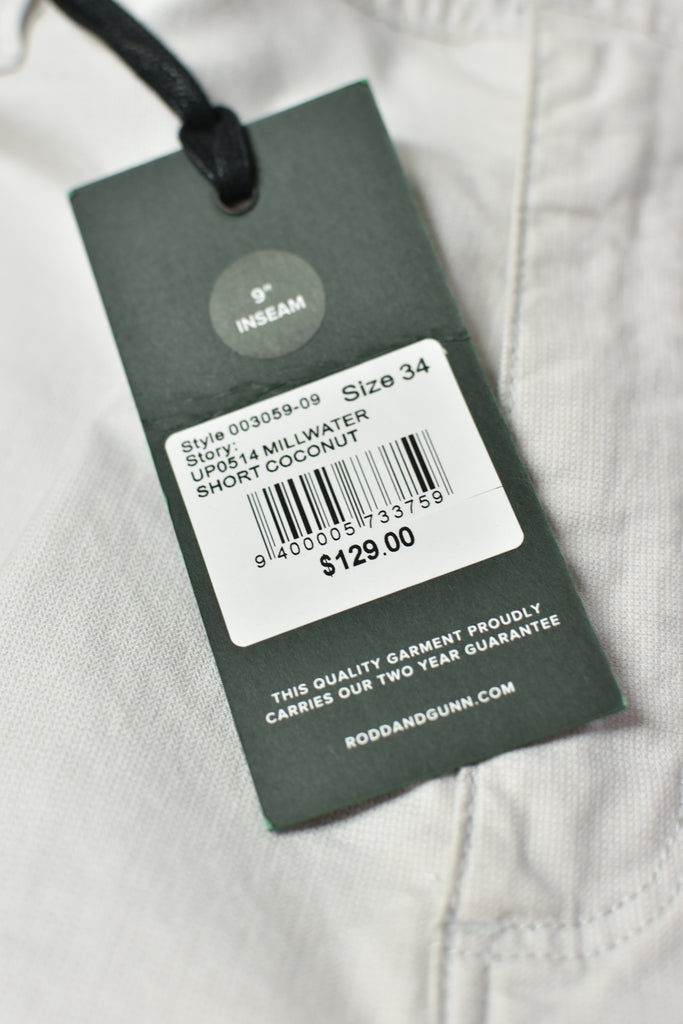 9"
INSEAM
Style 003059-09 Size 34
Story:
UP0514 MILLWATER
SHORT COCONUT
9 400005 733759
$129.00
THIS QUALITY GARMENT PROUDLY
CARRIES OUR TWO YEAR GUARANTEE
RODDANDGUNN.COM